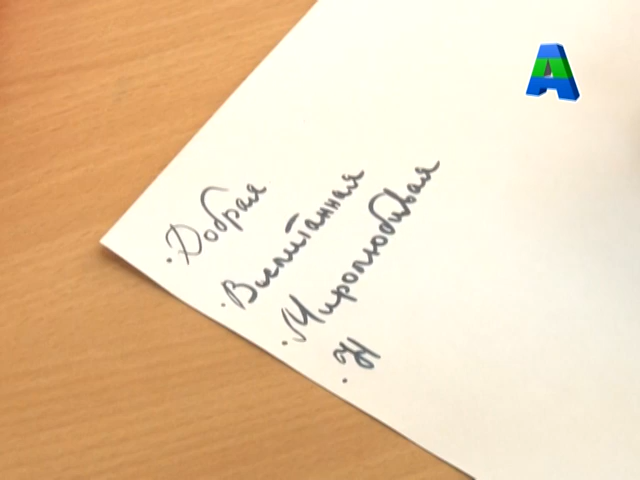 · Добрая
· Воспитанная
· Миролюбивая
· Н
A